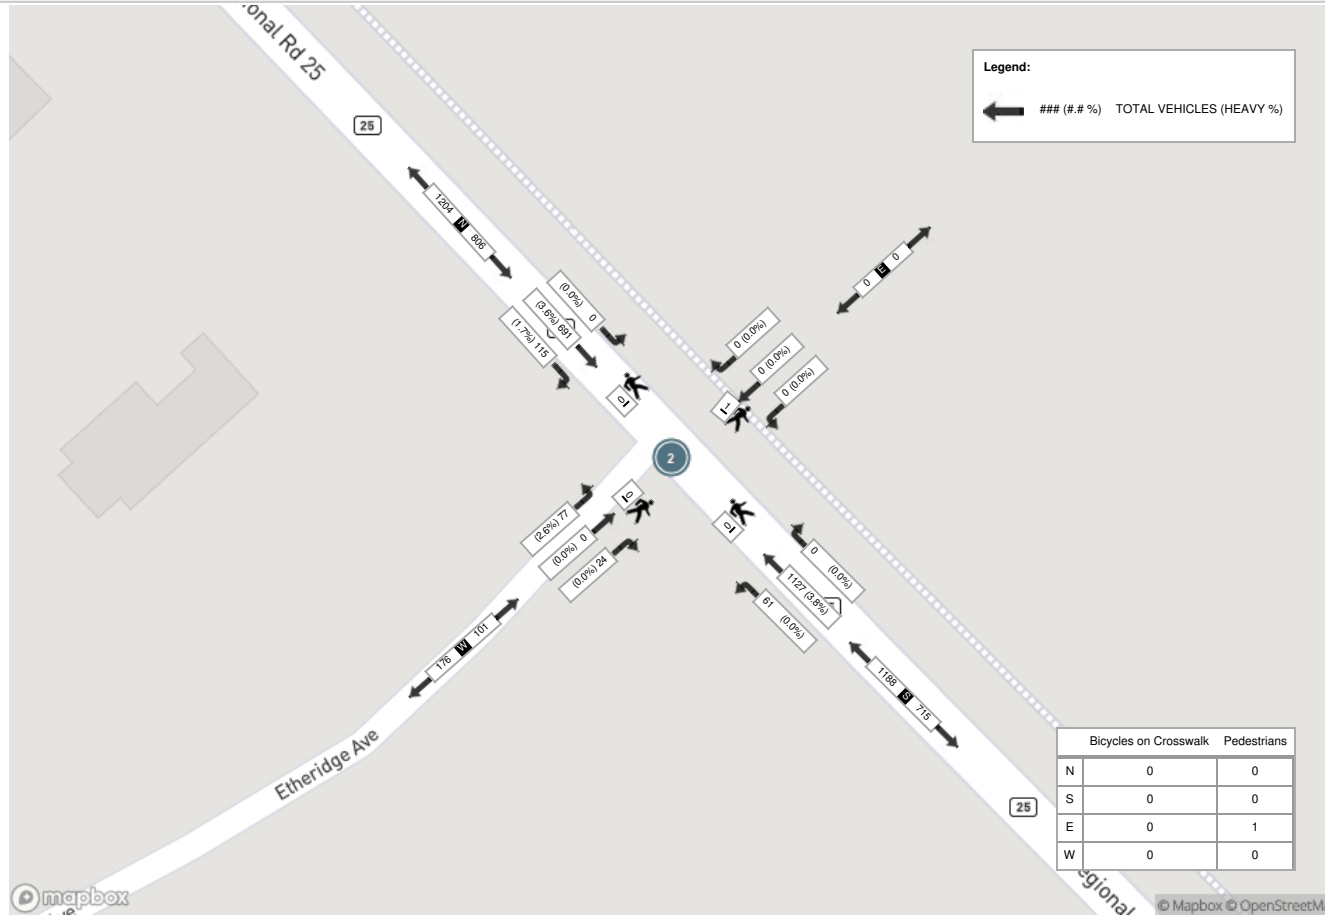 onal Rd 25
25
Legend:
### (#.# %) TOTAL VEHICLES (HEAVY %)
1204 N 806
(0.0%) 0
(3.6%) 691
(1.7%) 115
0
0 E 0
0 (0.0%)
0 (0.0%)
0 (0.0%)
1
2
0
(2.6%) 77
(0.0%) 0
(0.0%) 24
0
0 (0.0%)
1127 (3.8%)
61 (0.0%)
176 W 101
1188 S 715
Etheridge Ave
25
Bicycles on Crosswalk Pedestrians
N 0 0
S 0 0
E 0 1
W 0 0
egional
mapbox
ve
© Mapbox © OpenStreetM